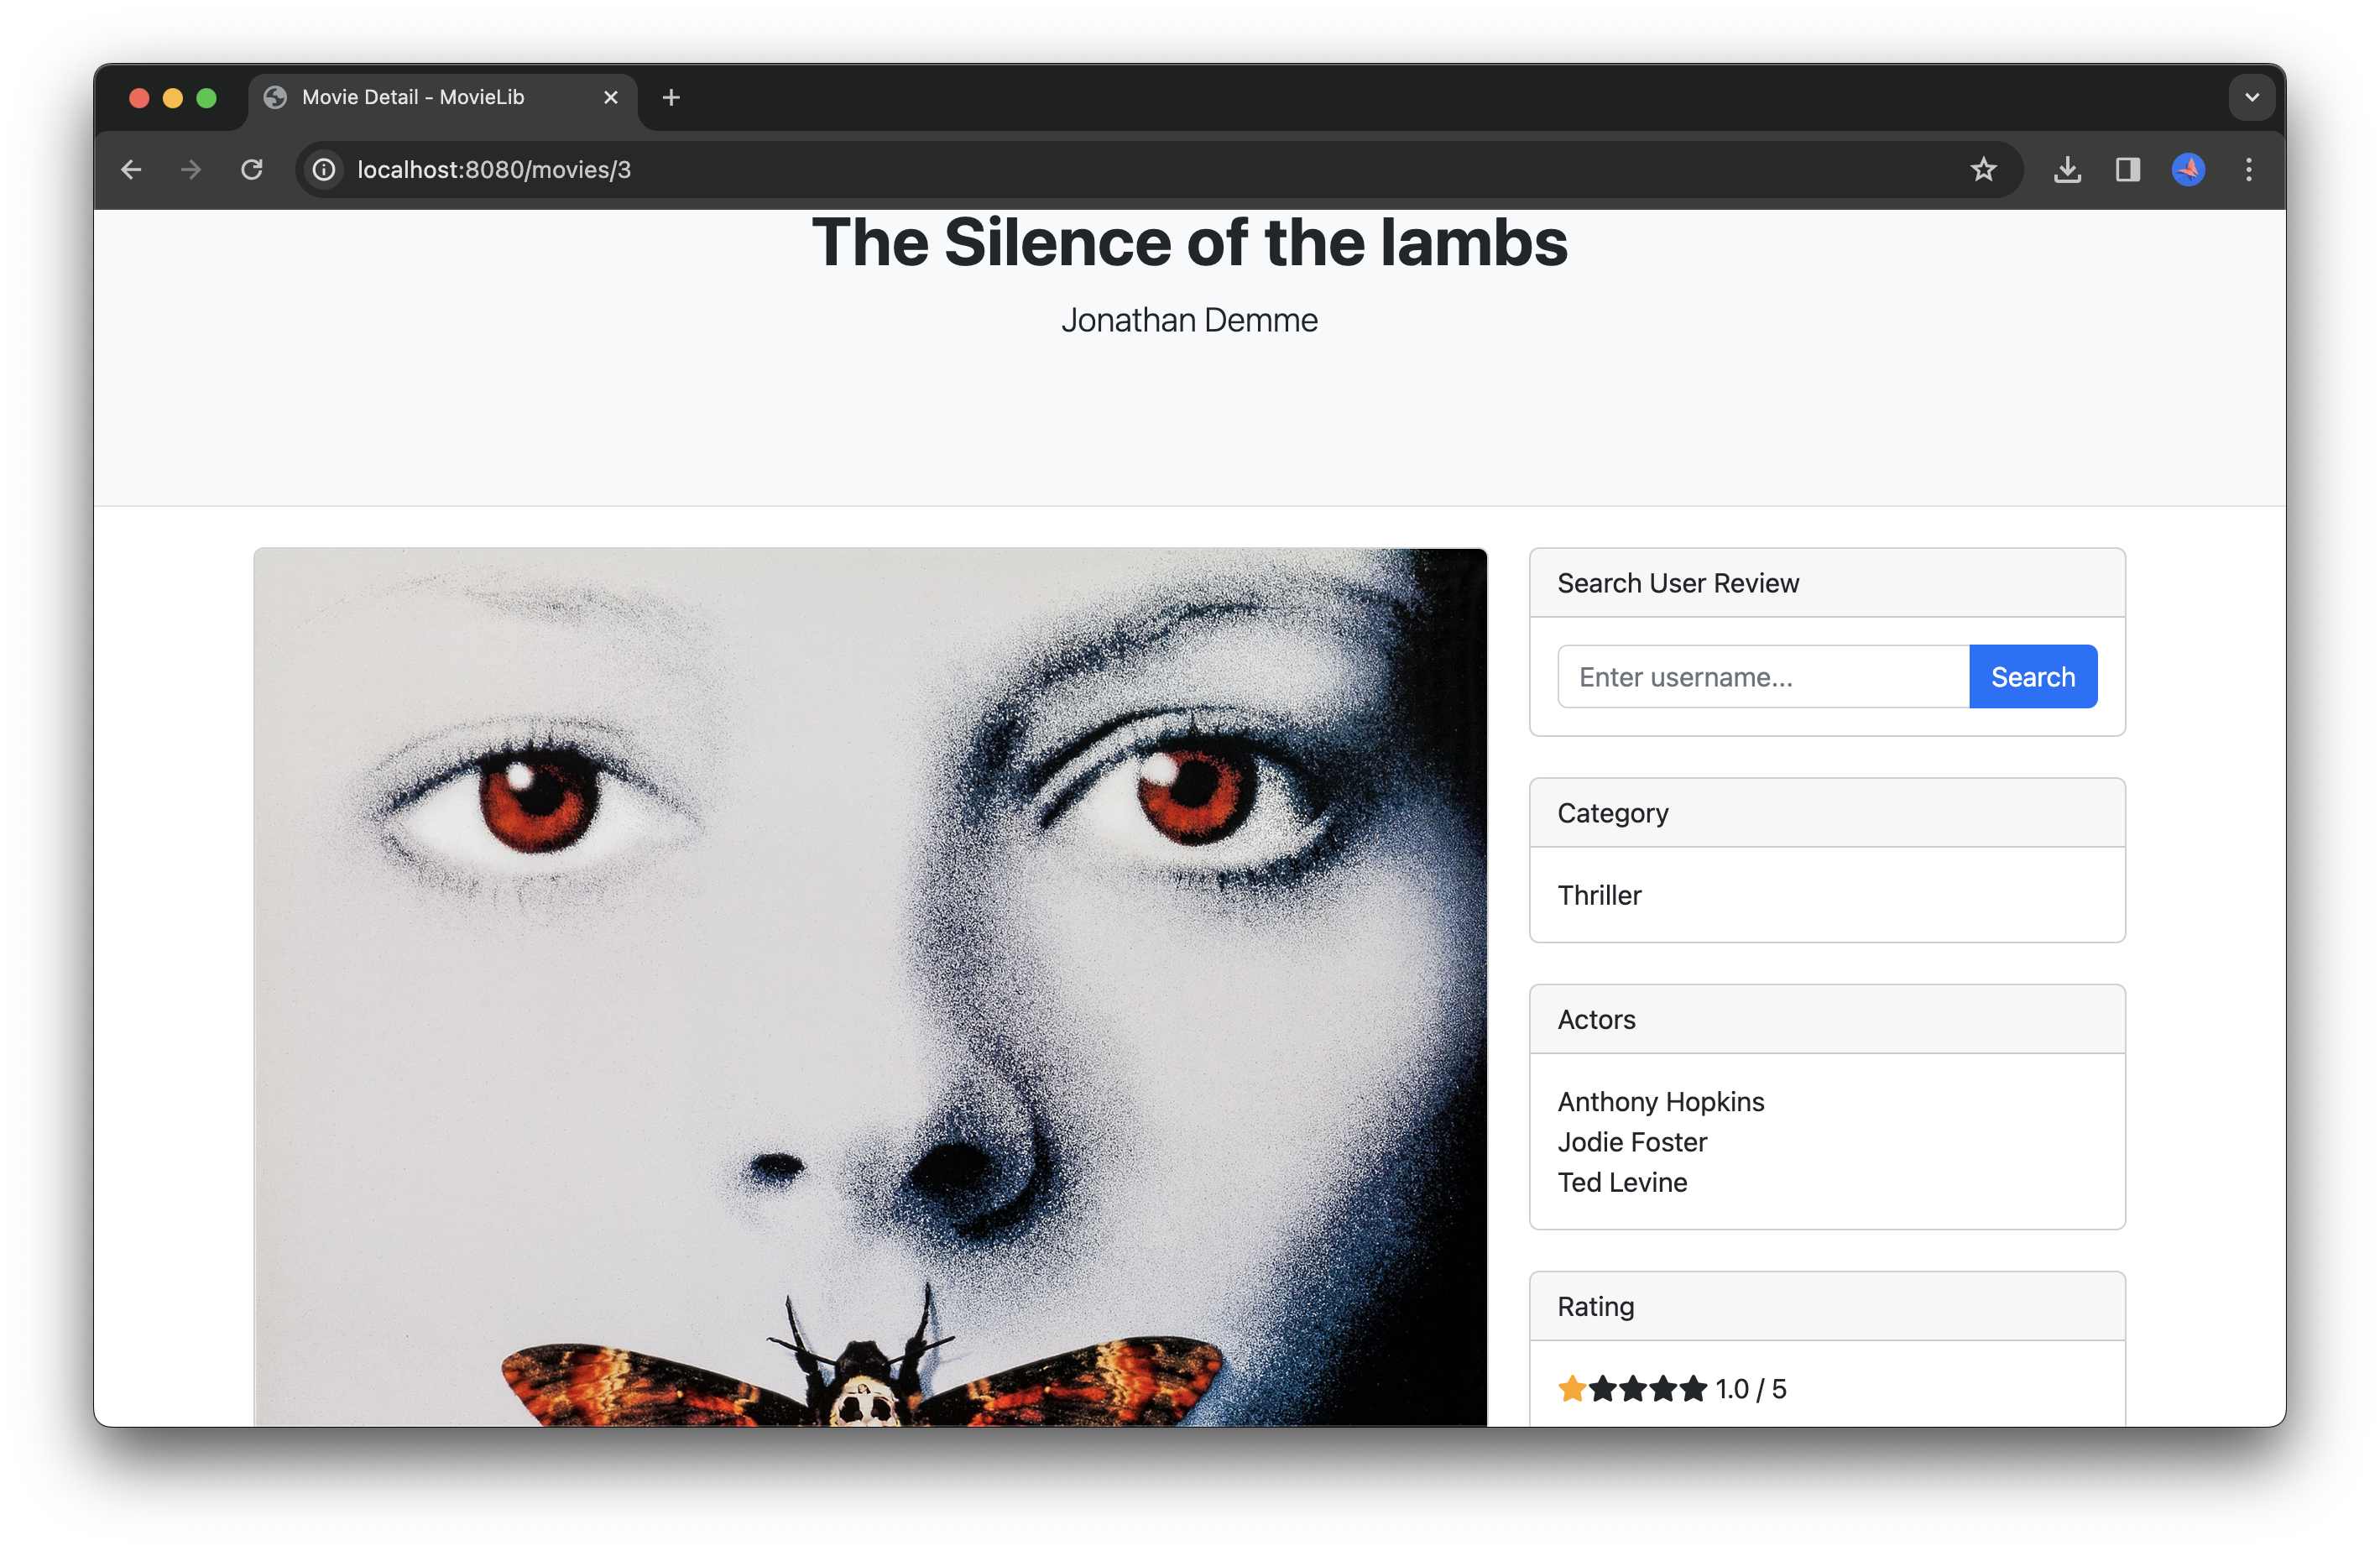 Movie Detail - MovieLib
localhost:8080/movies/3
The Silence of the lambs
Jonathan Demme
Search User Review
Enter username...
Search
Category
Thriller
Actors
Anthony Hopkins
Jodie Foster
Ted Levine
Rating
1.0 / 5